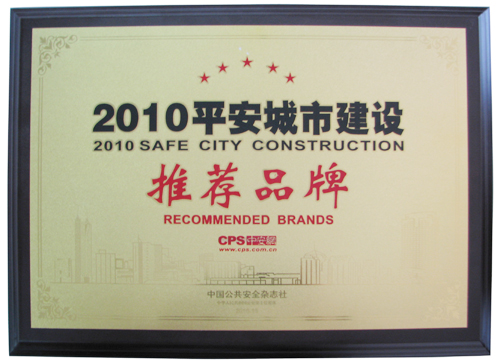 2010平安城市建设
2010 SAFE CITY CONSTRUCTION
推荐品牌
RECOMMENDED BRANDS
CPS中安网
www.cps.com.cn
中国公共安全杂志社